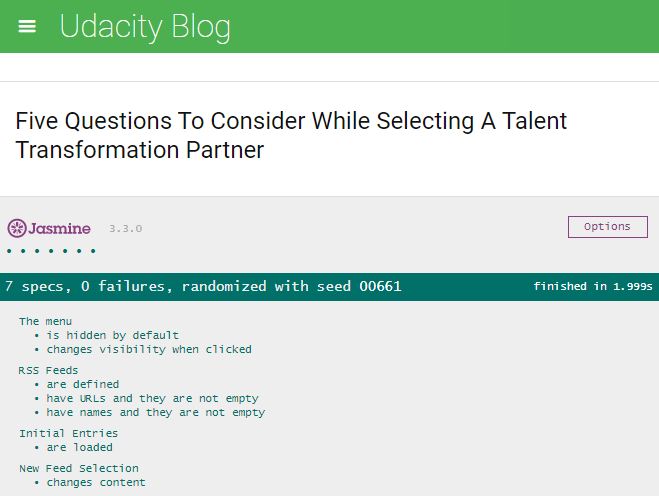 Udacity Blog
Five Questions To Consider While Selecting A Talent
Transformation Partner
Jasmine 3.3.0 Options
• • • • • • •
7 specs, 0 failures, randomized with seed 00661 finished in 1.999s
The menu
• is hidden by default
• changes visibility when clicked
RSS Feeds
• are defined
• have URLs and they are not empty
• have names and they are not empty
Initial Entries
• are loaded
New Feed Selection
• changes content